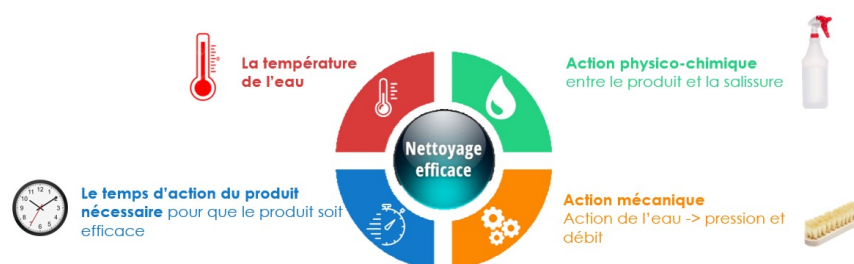 La température
de l'eau
Action physico-chimique
entre le produit et la salissure
Nettoyage
efficace
Le temps d'action du produit
nécessaire pour que le produit soit
efficace
Action mécanique
Action de l'eau -> pression et
débit